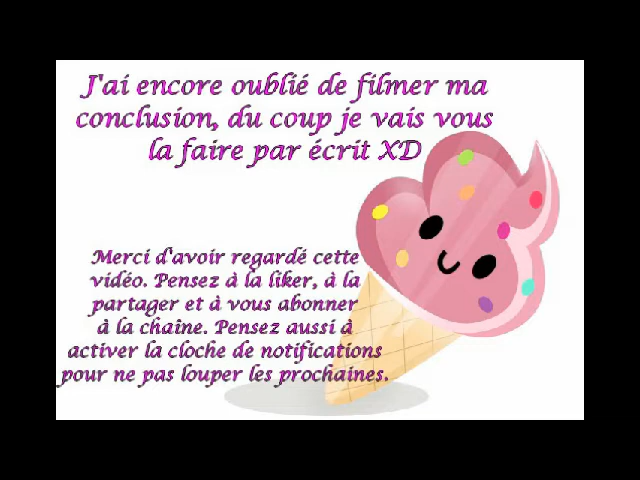 J'ai encore oublié de filmer ma
conclusion, du coup je vais vous
la faire par écrit XD
Merci d'avoir regardé cette
vidéo. Pensez à la liker, à la
partager et à vous abonner
à la chaîne. Pensez aussi à
activer la cloche de notifications
pour ne pas louper les prochaines.